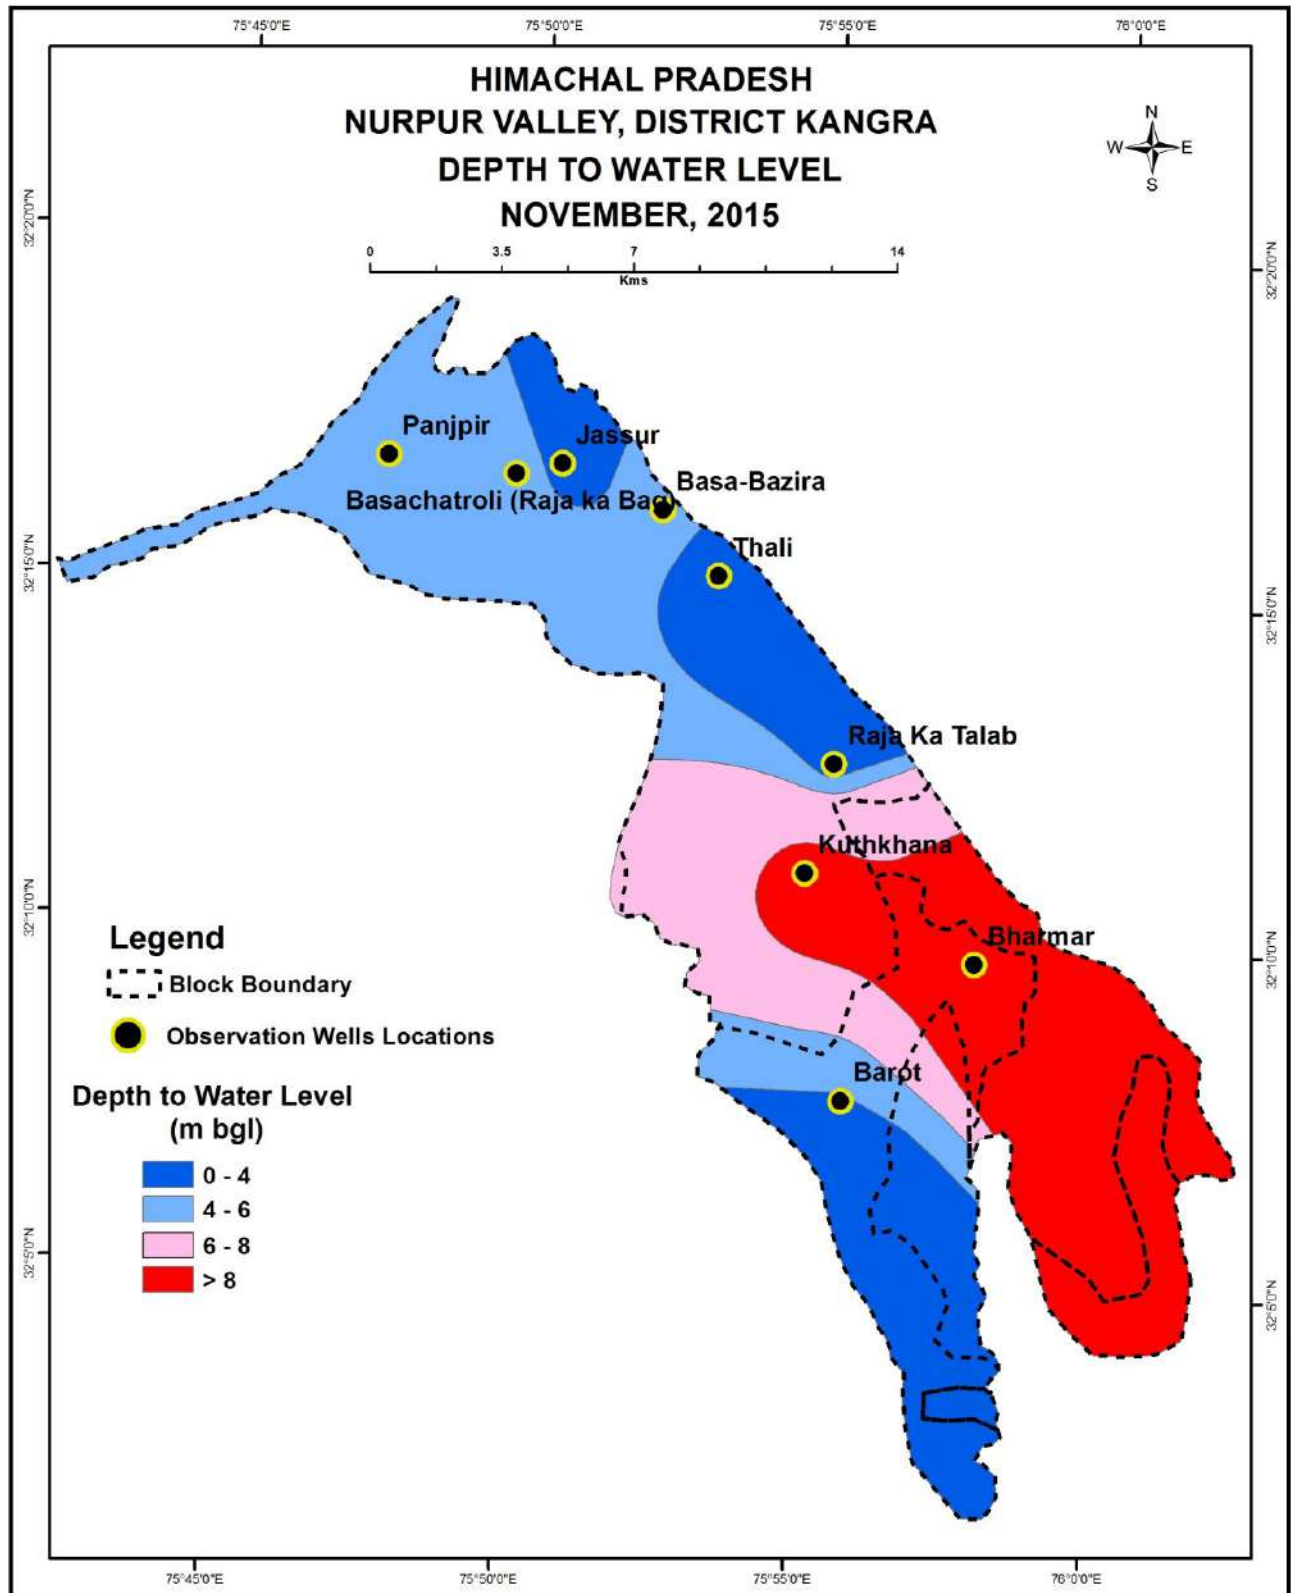 75°45'0"E
75°50'0"E
75°55'0"E
76°0'0"E
HIMACHAL PRADESH
NURPUR VALLEY, DISTRICT KANGRA
DEPTH TO WATER LEVEL
NOVEMBER, 2015
N
W E
S
0 3.5 7 14
Kms
32°20'0"N
32°20'0"N
Panjpir
Jassur
Basa-Bazira
Basachatroli (Raja ka Bag)
Thali
32°15'0"N
32°15'0"N
Raja Ka Talab
Kuthkhana
32°10'0"N
Bharmar
32°10'0"N
Barot
Legend
Block Boundary
Observation Wells Locations
Depth to Water Level
(m bgl)
0 - 4
4 - 6
6 - 8
> 8
32°5'0"N
32°5'0"N
75°45'0"E
75°50'0"E
75°55'0"E
76°0'0"E